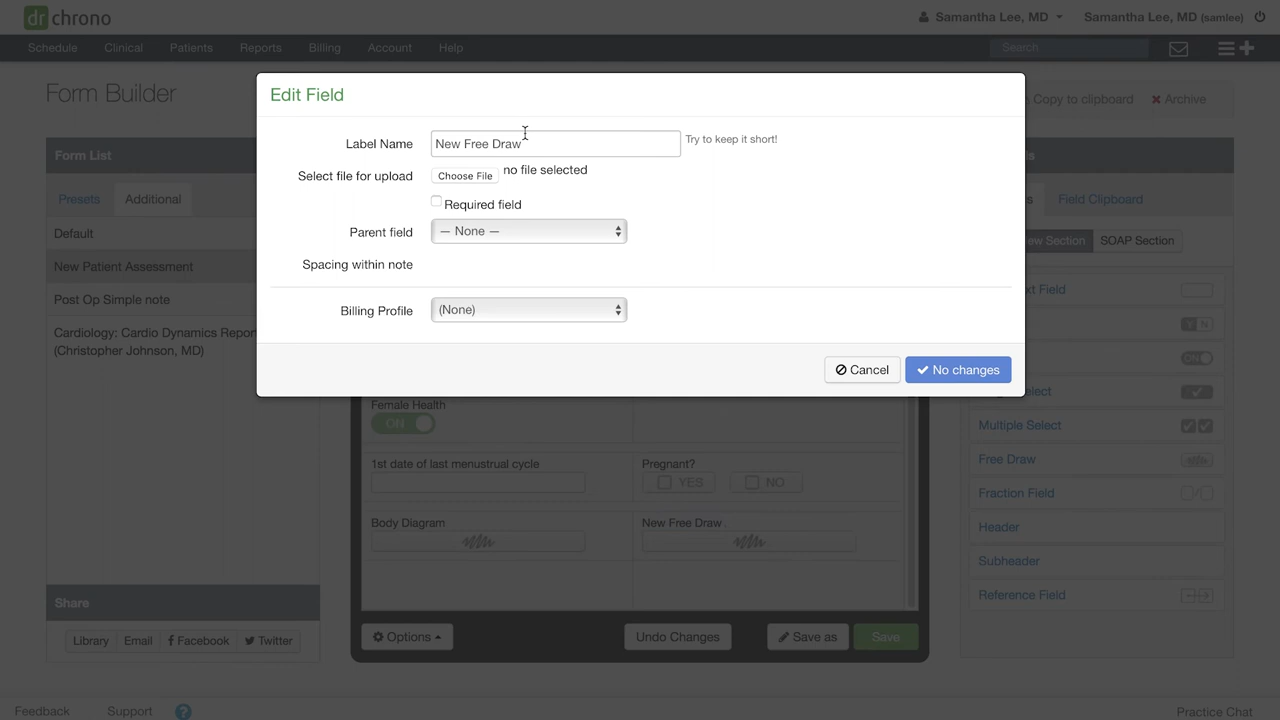 dr chrono
Samantha Lee, MD
Samantha Lee, MD (samlee)
Schedule
Clinical
Patients
Reports
Billing
Account
Help
Search
Form Builder
Copy to clipboard
Archive
Form List
Presets
Additional
Default
New Patient Assessment
Post Op Simple note
Cardiology: Cardio Dynamics Repor
(Christopher Johnson, MD)
Share
Library
Email
Facebook
Twitter
Edit Field
Label Name
New Free Draw
Try to keep it short!
Select file for upload
Choose File
no file selected
Required field
Parent field
— None —
Spacing within note
Billing Profile
(None)
Cancel
No changes
Female Health
ON
1st date of last menstrual cycle
Pregnant?
YES
NO
Body Diagram
New Free Draw
Options
Undo Changes
Save as
Save
Field Clipboard
ew Section
SOAP Section
xt Field
Y N
ON
elect
Multiple Select
Free Draw
Fraction Field
Header
Subheader
Reference Field
Feedback
Support
?
Practice Chat